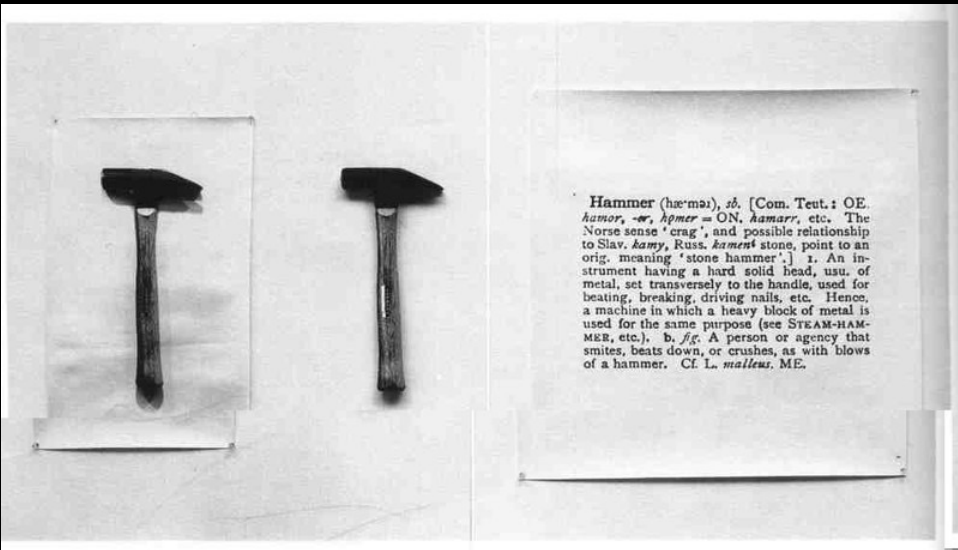 Hammer (hæ·məɹ), sb. [Com. Teut.: OE.
hamor, -er, hǫmer = ON. hamarr, etc. The
Norse sense ‘crag’, and possible relationship
to Slav. kamy, Russ. kamenĭ stone, point to an
orig. meaning ‘stone hammer’.] 1. An in-
strument having a hard solid head, usu. of
metal, set transversely to the handle, used for
beating, breaking, driving nails, etc. Hence,
a machine in which a heavy block of metal is
used for the same purpose (see STEAM-HAM-
MER, etc.). b. fig. A person or agency that
smites, beats down, or crushes, as with blows
of a hammer. Cf. L. malleus. ME.